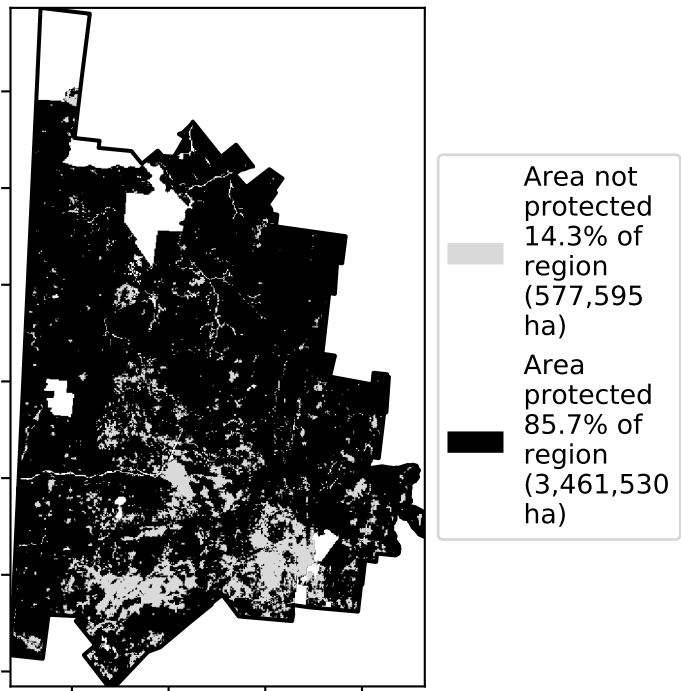 Area not
protected
14.3% of
region
(577,595
ha)
Area
protected
85.7% of
region
(3,461,530
ha)